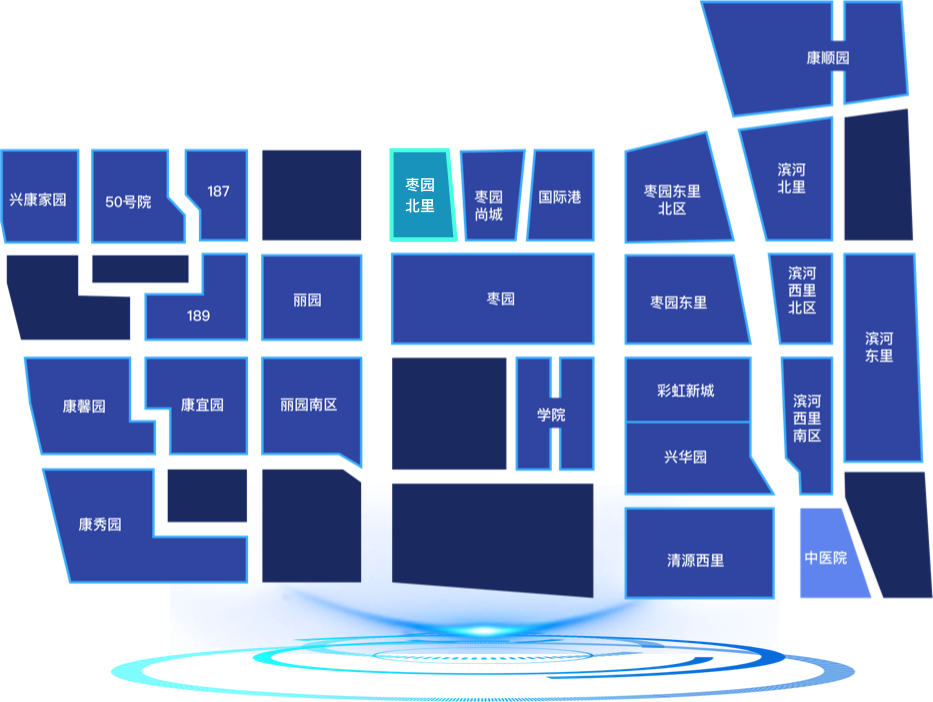 康顺园
兴康家园
50号院
187
枣园
北里
枣园
尚城
国际港
枣园东里
北区
滨河
北里
189
丽园
枣园
枣园东里
滨河
西里
北区
滨河
东里
康馨园
康宜园
丽园南区
学院
彩虹新城
滨河
西里
南区
兴华园
康秀园
清源西里
中医院